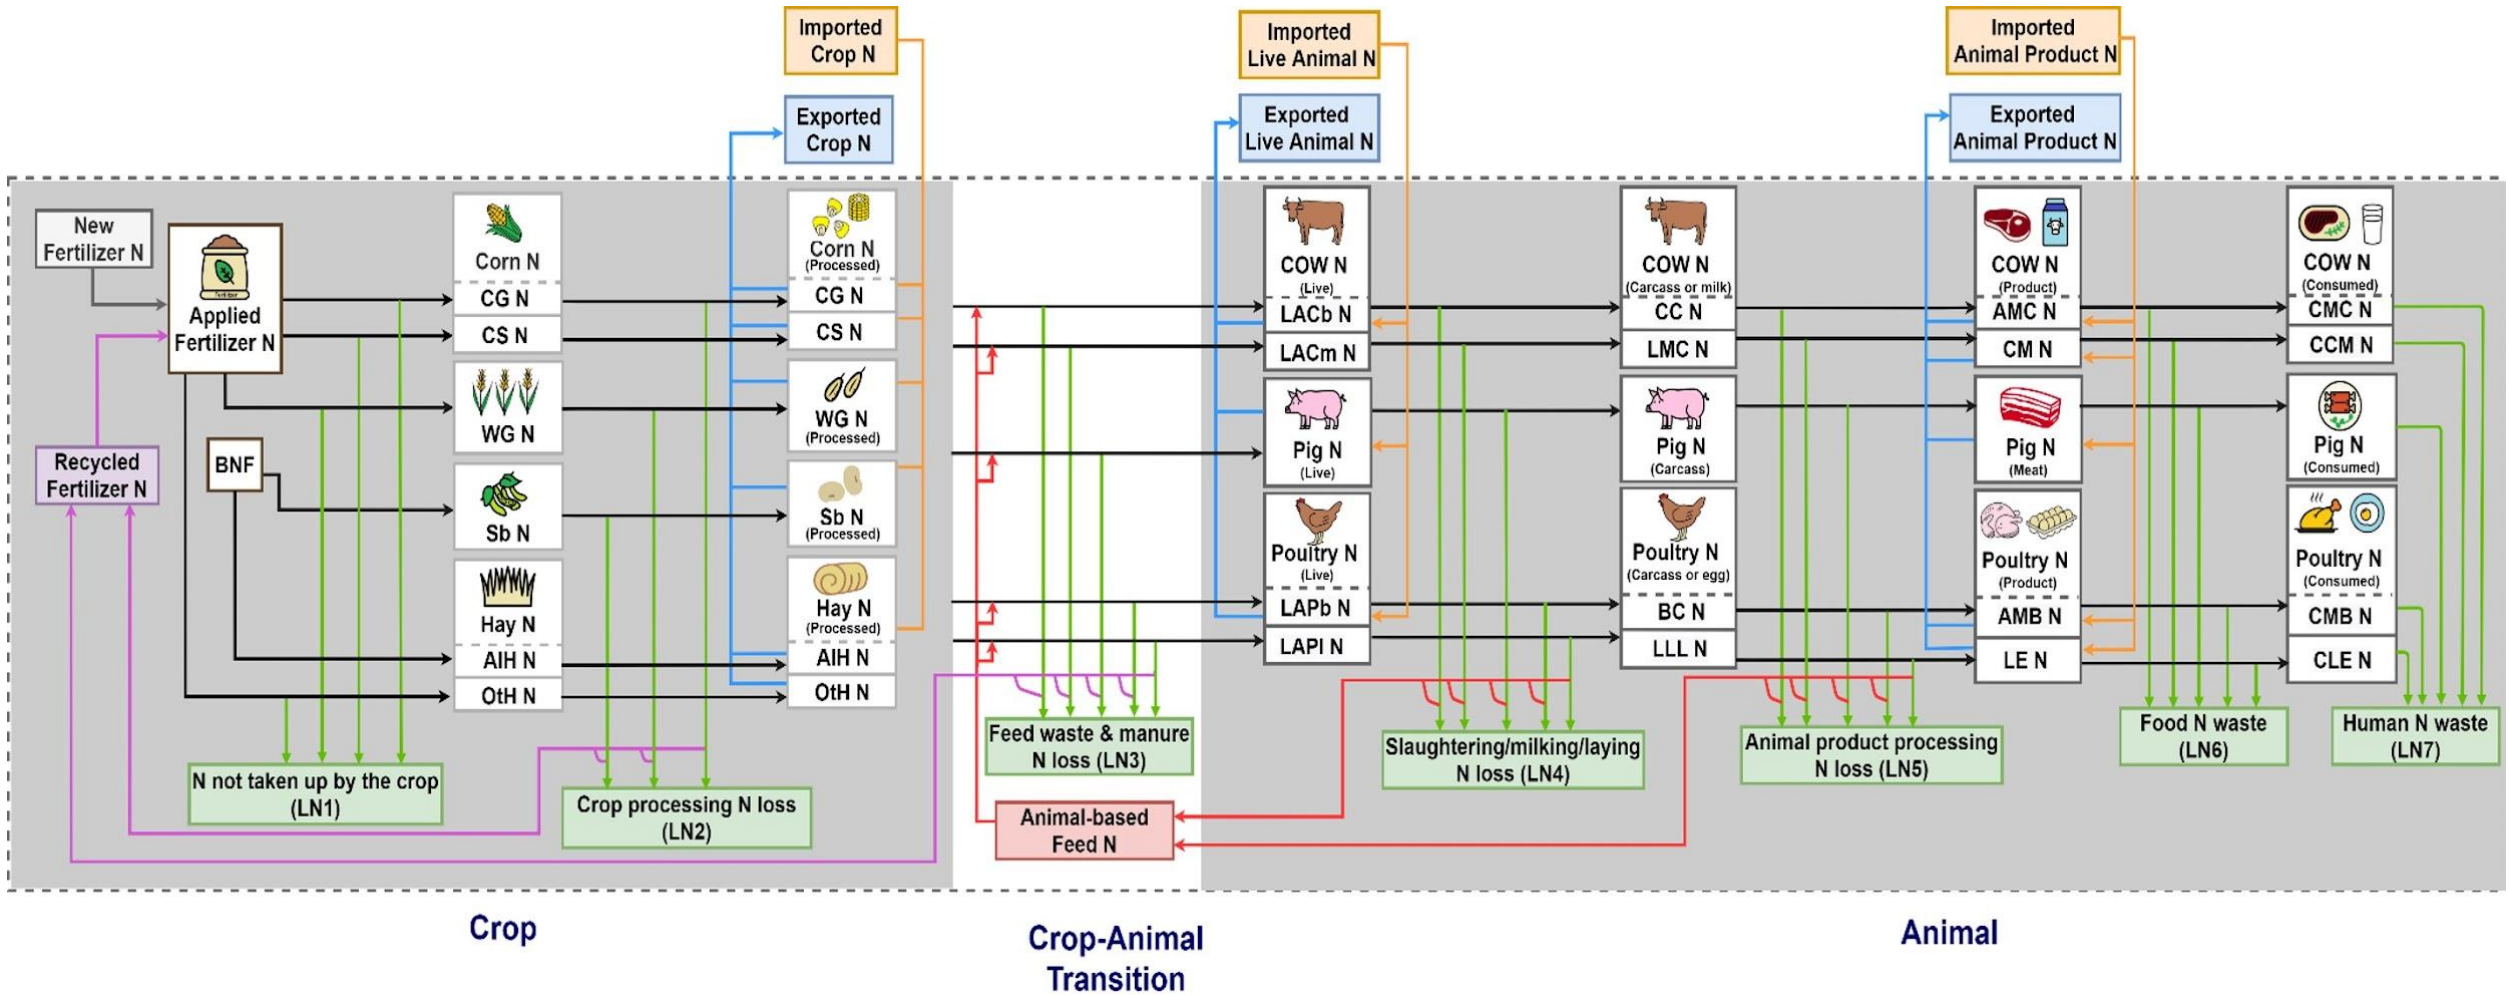 Imported
Crop N
Exported
Crop N
Imported
Live Animal N
Exported
Live Animal N
Imported
Animal Product N
Exported
Animal Product N
New
Fertilizer N
Fertilizer
Applied
Fertilizer N
Recycled
Fertilizer N
BNF
Corn N
CG N
CS N
WG N
Sb N
Hay N
AlH N
OtH N
Corn N
(Processed)
CG N
CS N
WG N
(Processed)
Sb N
(Processed)
Hay N
(Processed)
AlH N
OtH N
N not taken up by the crop
(LN1)
Crop processing N loss
(LN2)
Feed waste & manure
N loss (LN3)
Animal-based
Feed N
COW N
(Live)
LACb N
LACm N
Pig N
(Live)
Poultry N
(Live)
LAPb N
LAPl N
COW N
(Carcass or milk)
CC N
LMC N
Pig N
(Carcass)
Poultry N
(Carcass or egg)
BC N
LLL N
Slaughtering/milking/laying
N loss (LN4)
COW N
(Product)
AMC N
CM N
Pig N
(Meat)
Poultry N
(Product)
AMB N
LE N
Animal product processing
N loss (LN5)
COW N
(Consumed)
CMC N
CCM N
Pig N
(Consumed)
Poultry N
(Consumed)
CMB N
CLE N
Food N waste
(LN6)
Human N waste
(LN7)
Crop
Crop-Animal
Transition
Animal